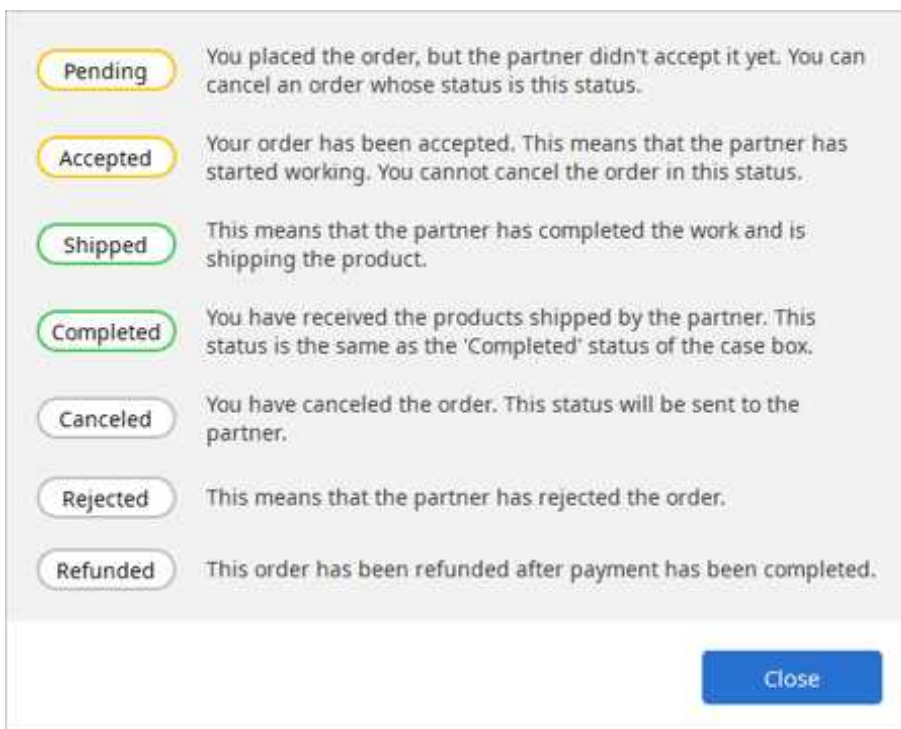 Pending
You placed the order, but the partner didn't accept it yet. You can
cancel an order whose status is this status.
Accepted
Your order has been accepted. This means that the partner has
started working. You cannot cancel the order in this status.
Shipped
This means that the partner has completed the work and is
shipping the product.
Completed
You have received the products shipped by the partner. This
status is the same as the 'Completed' status of the case box.
Canceled
You have canceled the order. This status will be sent to the
partner.
Rejected
This means that the partner has rejected the order.
Refunded
This order has been refunded after payment has been completed.
Close